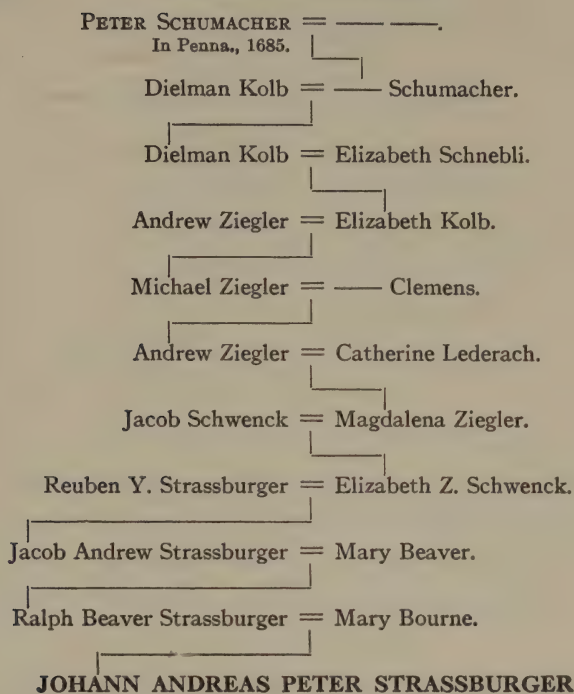 PETER SCHUMACHER = — —.
In Penna., 1685.
Dielman Kolb = — Schumacher.
Dielman Kolb = Elizabeth Schnebli.
Andrew Ziegler = Elizabeth Kolb.
Michael Ziegler = — Clemens.
Andrew Ziegler = Catherine Lederach.
Jacob Schwenck = Magdalena Ziegler.
Reuben Y. Strassburger = Elizabeth Z. Schwenck.
Jacob Andrew Strassburger = Mary Beaver.
Ralph Beaver Strassburger = Mary Bourne.
JOHANN ANDREAS PETER STRASSBURGER